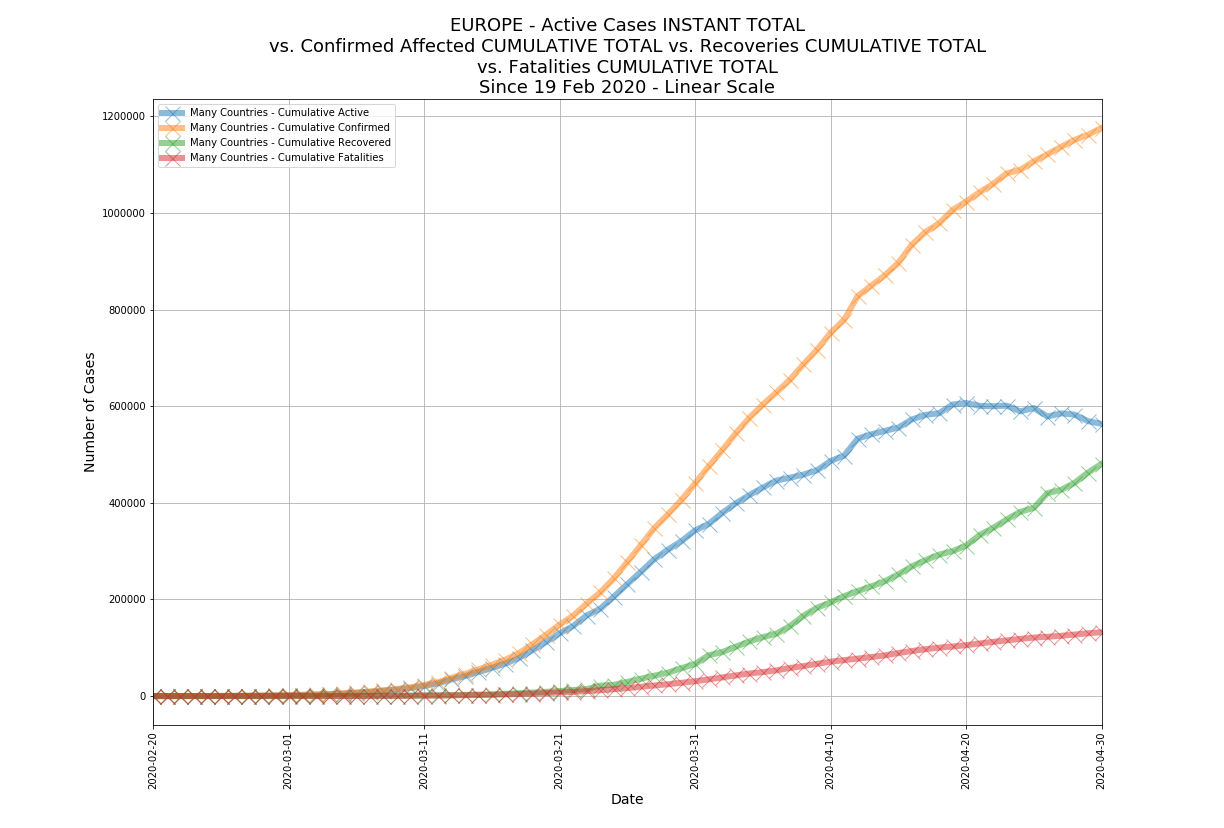 EUROPE - Active Cases INSTANT TOTAL
vs. Confirmed Affected CUMULATIVE TOTAL vs. Recoveries CUMULATIVE TOTAL
vs. Fatalities CUMULATIVE TOTAL
Since 19 Feb 2020 - Linear Scale
Many Countries - Cumulative Active
Many Countries - Cumulative Confirmed
Many Countries - Cumulative Recovered
Many Countries - Cumulative Fatalities
Number of Cases
1200000
1000000
800000
600000
400000
200000
0
2020-02-20
2020-03-01
2020-03-11
2020-03-21
2020-03-31
2020-04-10
2020-04-20
2020-04-30
Date